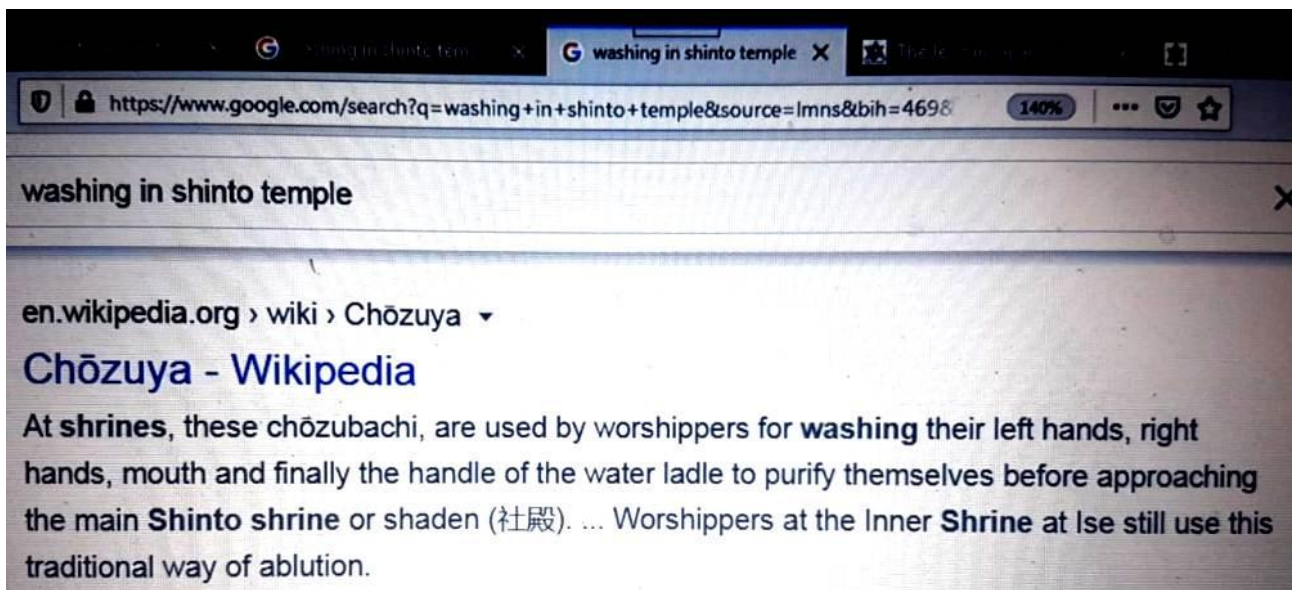 in shinto tem washing in shinto temple
https://www.google.com/search?q=washing+in+shinto+temple&source=lmns&bih=469& 140%
washing in shinto temple
en.wikipedia.org › wiki › Chōzuya
Chōzuya - Wikipedia
At shrines, these chōzubachi, are used by worshippers for washing their left hands, right
hands, mouth and finally the handle of the water ladle to purify themselves before approaching
the main Shinto shrine or shaden (社殿). ... Worshippers at the Inner Shrine at Ise still use this
traditional way of ablution.